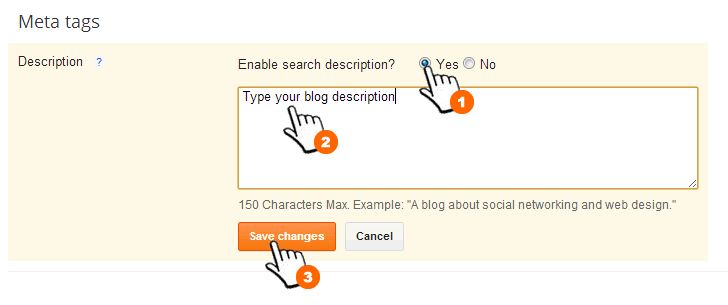 Meta tags
Description ? Enable search description? Yes No
1
Type your blog description
2
150 Characters Max. Example: "A blog about social networking and web design."
Save changes Cancel
3